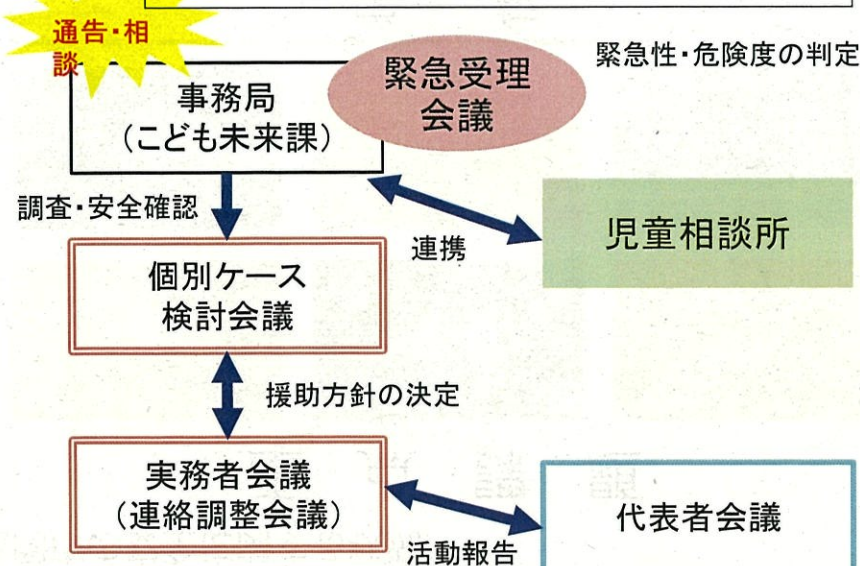 通告・相
談
緊急受理
会議
緊急性・危険度の判定
事務局
(こども未来課)
調査・安全確認
連携
児童相談所
個別ケース
検討会議
援助方針の決定
実務者会議
(連絡調整会議)
代表者会議
活動報告